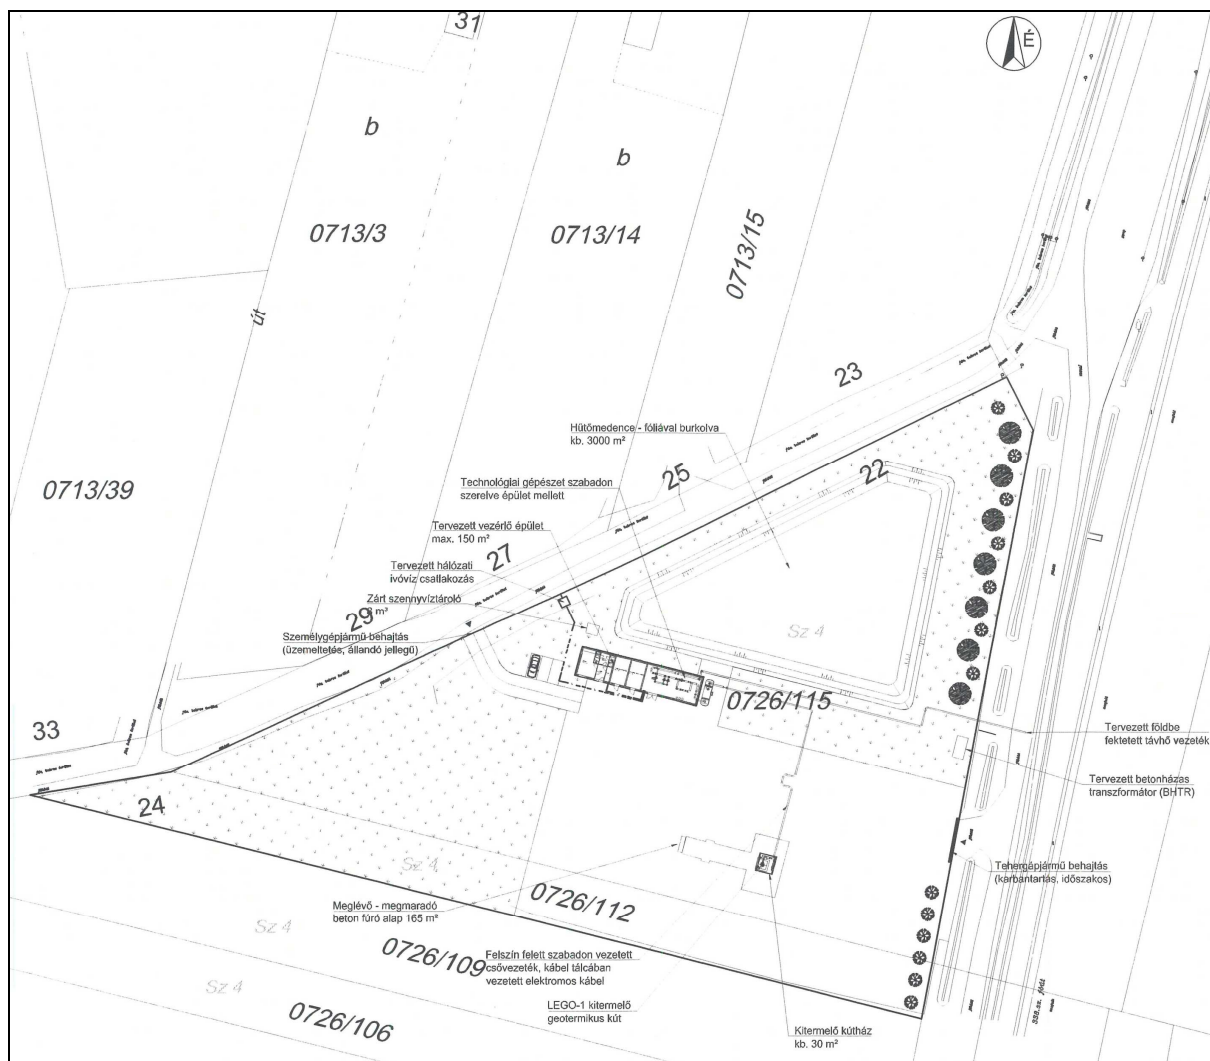 31
É
b
b
0713/3
0713/14
0713/15
út
23
Hűtőmedence - fóliával burkolva
kb. 3000 m²
22
25
Technológiai gépészet szabadon
szerelve épület mellett
0713/39
Tervezett vezérlő épület
max. 150 m²
27
Tervezett hálózati
ivóvíz csatlakozás
Zárt szennyvíztároló
8 m³
29
Személygépjármű behajtás
(üzemeltetés, állandó jellegű)
Sz 4
0726/115
33
Tervezett földbe
fektetett távhő vezeték
Tervezett betonházas
transzformátor (BHTR)
24
Sz 4
Tehergépjármű behajtás
(karbantartás, időszakos)
0726/112
Meglévő - megmaradó
beton fúró alap 165 m²
Sz 4
0726/109
Felszín felett szabadon vezetett
csővezeték, kábel tálcában
vezetett elektromos kábel
Sz 4
LEGO-1 kitermelő
geotermikus kút
0726/106
Kitermelő kútház
kb. 30 m²